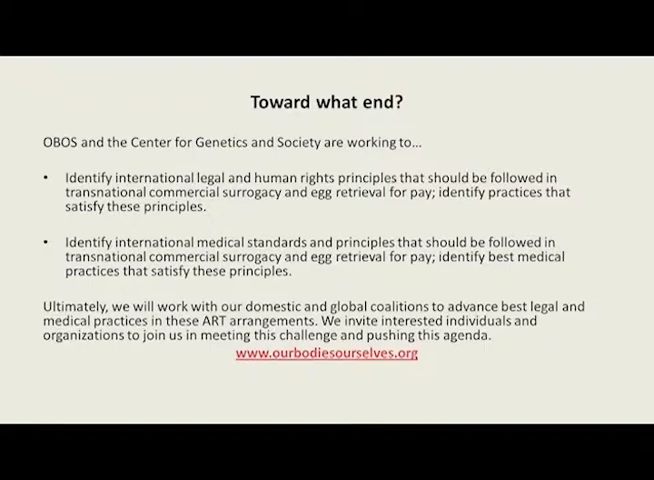 Toward what end?
OBOS and the Center for Genetics and Society are working to...
• Identify international legal and human rights principles that should be followed in
transnational commercial surrogacy and egg retrieval for pay; identify practices that
satisfy these principles.
• Identify international medical standards and principles that should be followed in
transnational commercial surrogacy and egg retrieval for pay; identify best medical
practices that satisfy these principles.
Ultimately, we will work with our domestic and global coalitions to advance best legal and
medical practices in these ART arrangements. We invite interested individuals and
organizations to join us in meeting this challenge and pushing this agenda.
www.ourbodiesourselves.org